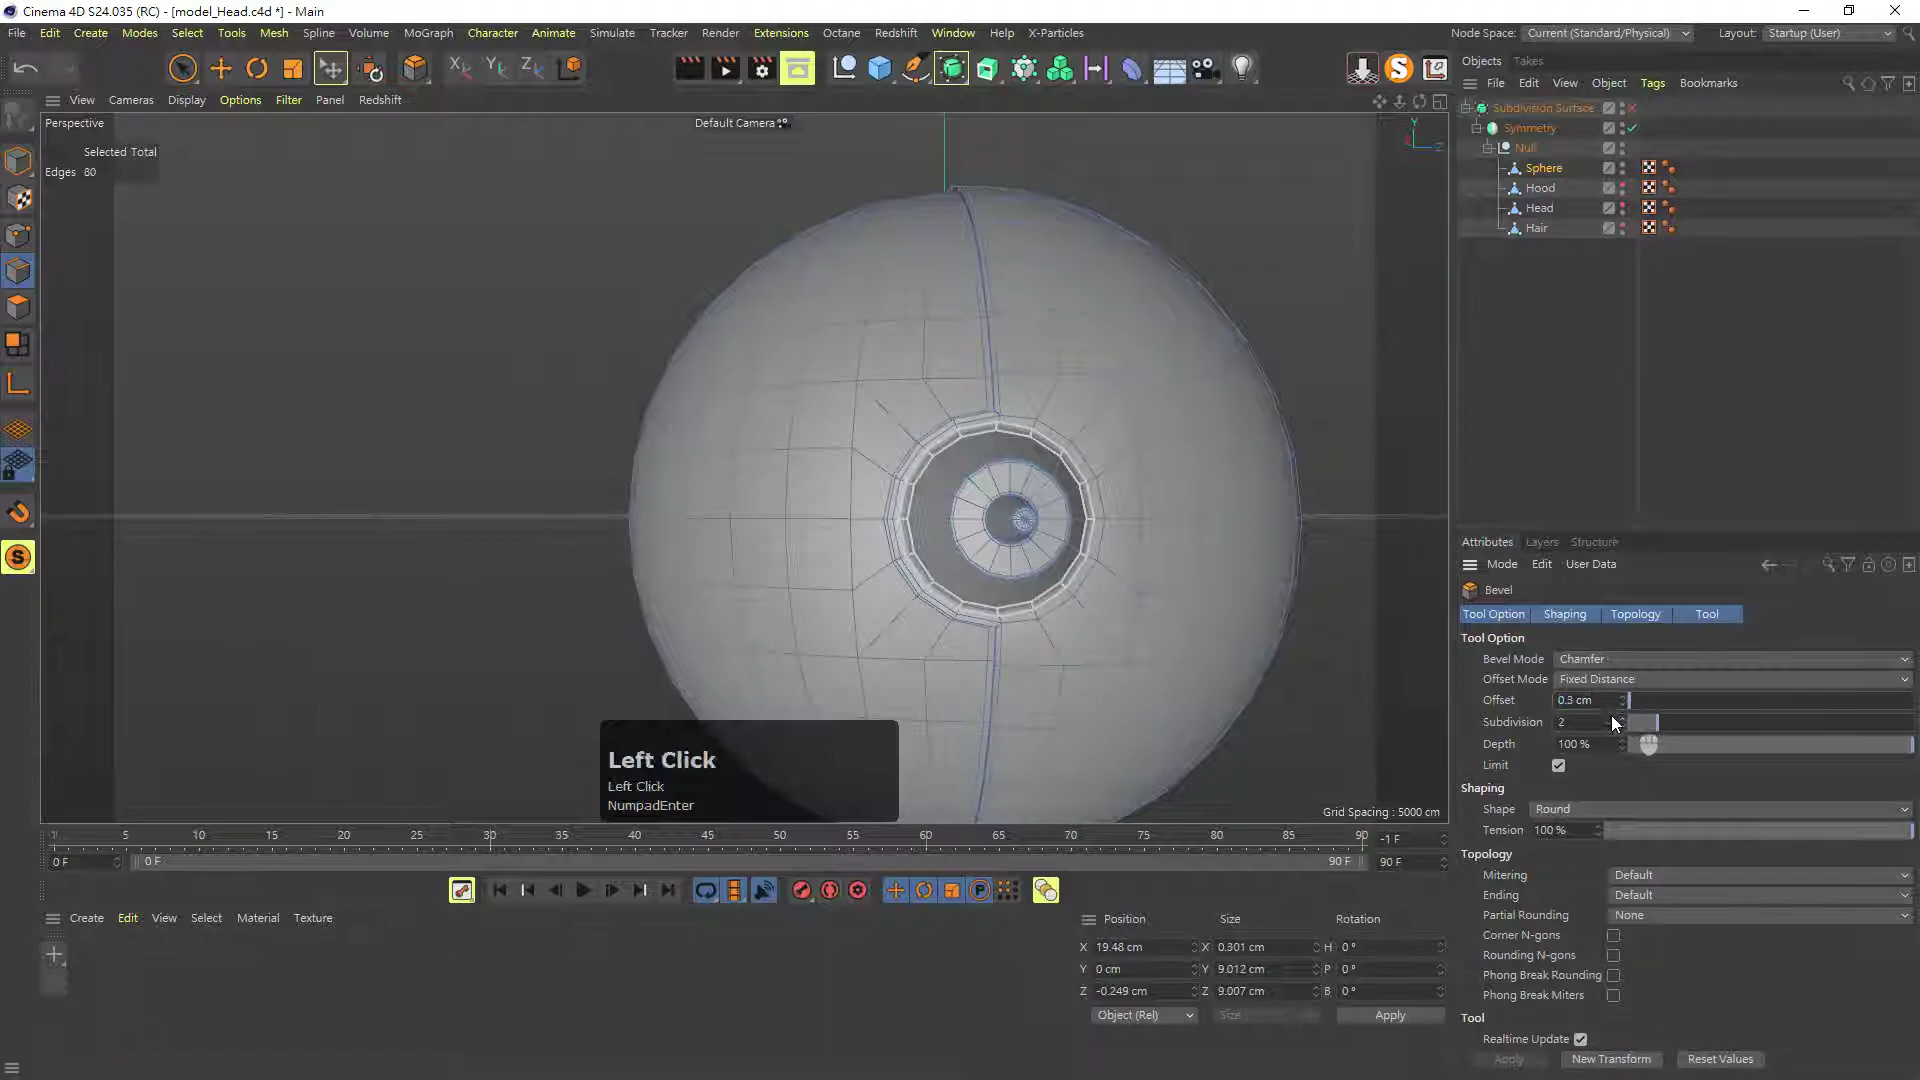 Cinema 4D S24.035 (RC) - [model_Head.c4d *] - Main
File Edit Create Modes Select Tools Mesh Spline Volume MoGraph Character Animate Simulate Tracker Render Extensions Octane Redshift Window Help X-Particles
Node Space: Current (Standard/Physical) Layout: Startup (User)
View Cameras Display Options Filter Panel Redshift
Perspective
Default Camera
Selected Total
Edges 80
Objects Takes
File Edit View Object Tags Bookmarks
Subdivision Surface
Symmetry
Null
Sphere
Hood
Head
Hair
Left Click
Left Click
NumpadEnter
Grid Spacing : 5000 cm
Attributes Layers Structure
Mode Edit User Data
Bevel
Tool Option Shaping Topology Tool
Tool Option
Bevel Mode Chamfer
Offset Mode Fixed Distance
Offset 0.3 cm
Subdivision 2
Depth 100 %
Limit
Shaping
Shape Round
Tension 100 %
Topology
Mitering Default
Ending Default
Partial Rounding None
Corner N-gons
Rounding N-gons
Phong Break Rounding
Phong Break Miters
Tool
Realtime Update
Apply New Transform Reset Values
5 10 15 20 25 30 35 40 45 50 55 60 65 70 75 80 85 90
-1 F
0 F 0 F 90 F 90 F
Create Edit View Select Material Texture
Position Size Rotation
X 19.48 cm X 0.301 cm H 0 °
Y 0 cm Y 9.012 cm P 0 °
Z -0.249 cm Z 9.007 cm B 0 °
Object (Rel) Size Apply